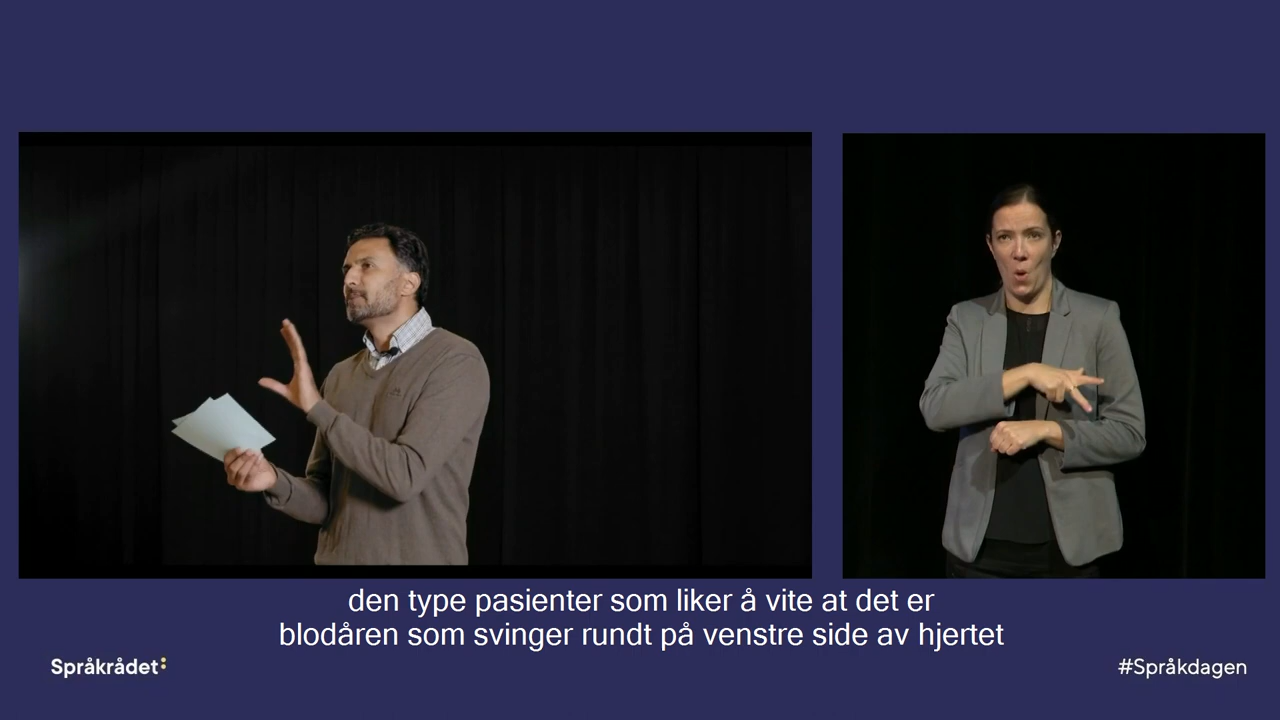 den type pasienter som liker å vite at det er
blodåren som svinger rundt på venstre side av hjertet
Språkrådet:
#Språkdagen